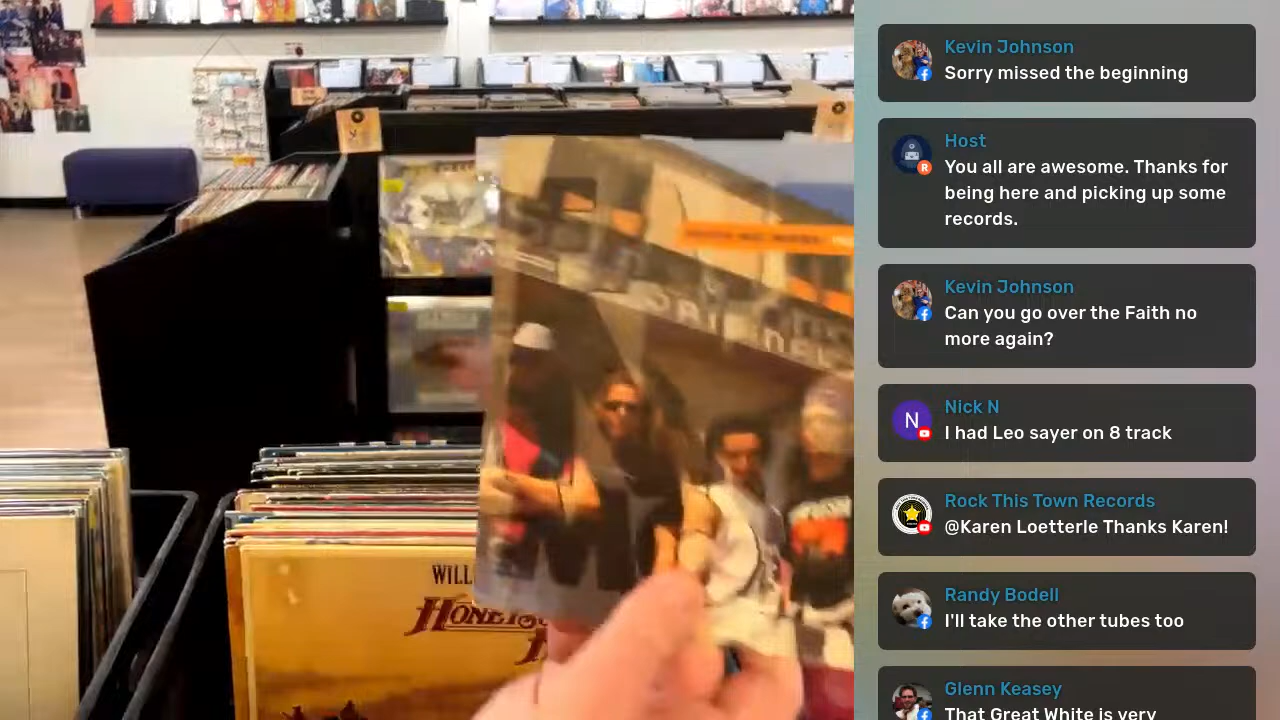 Kevin Johnson
Sorry missed the beginning
Host
You all are awesome. Thanks for
being here and picking up some
records.
Kevin Johnson
Can you go over the Faith no
more again?
Nick N
I had Leo sayer on 8 track
Rock This Town Records
@Karen Loetterle Thanks Karen!
Randy Bodell
I'll take the other tubes too
Glenn Keasey
That Great White is very
N
R
WILL